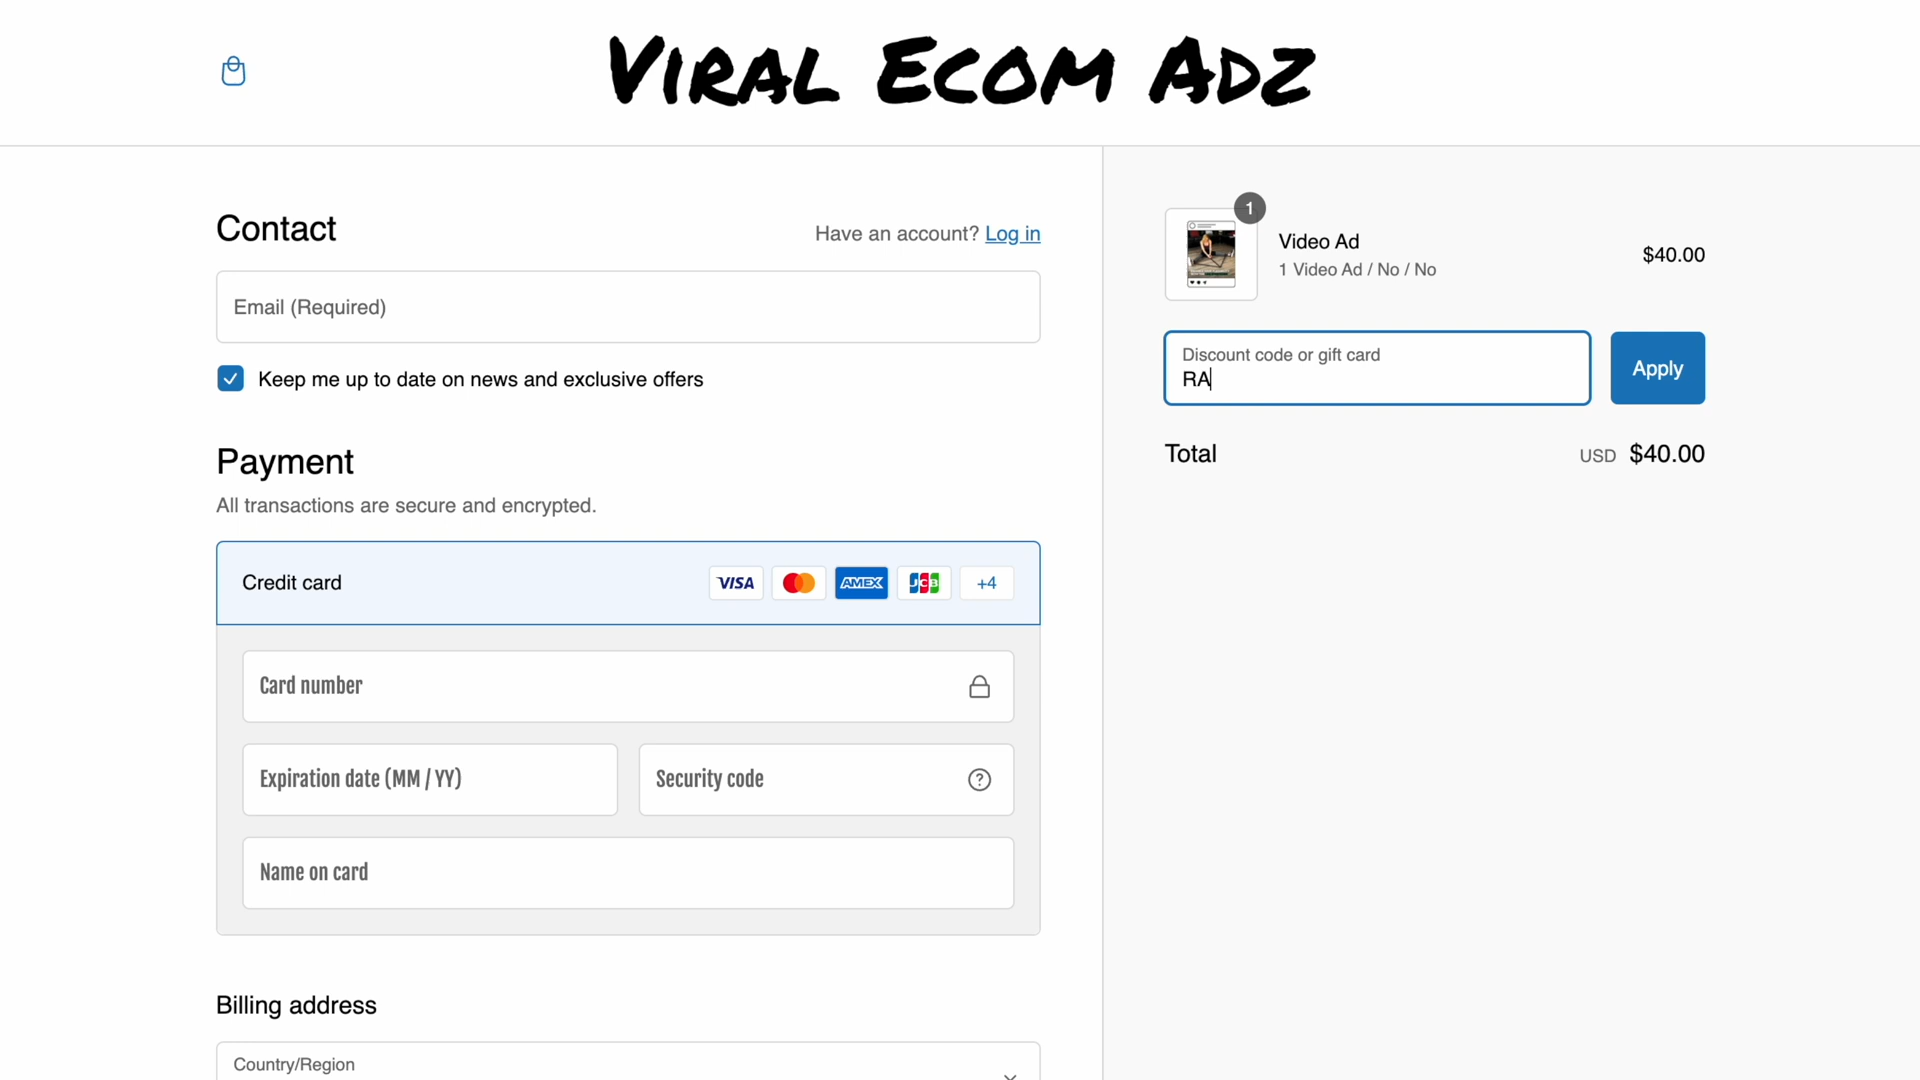 VIRAL ECOM ADZ
Contact
Have an account? Log in
Email (Required)
Keep me up to date on news and exclusive offers
Payment
All transactions are secure and encrypted.
Credit card
VISA
AMEX
JCB
+4
Card number
Expiration date (MM / YY)
Security code
?
Name on card
Billing address
Country/Region
1
Video Ad
1 Video Ad / No / No
$40.00
Discount code or gift card
RA
Apply
Total
USD $40.00